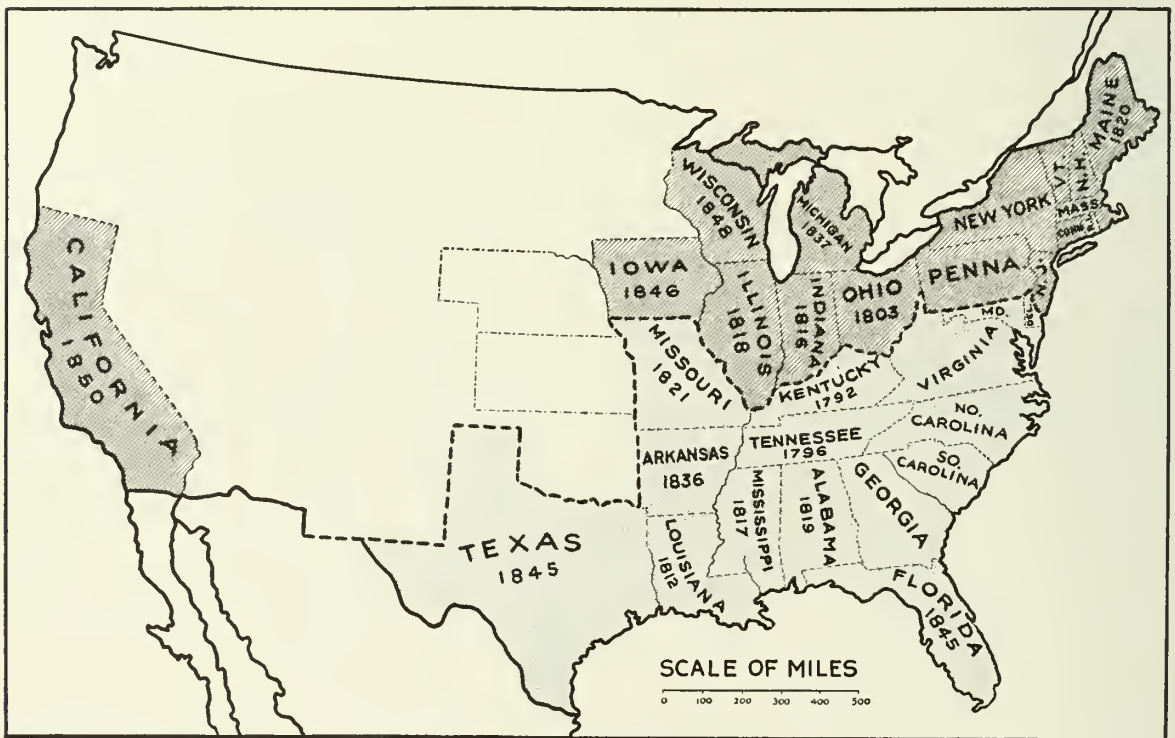 MAINE
1820
VT.
N.H.
NEW YORK
MASS
CONN
R.I.
PENNA
N.J.
MD.
DEL.
WISCONSIN
1848
MICHIGAN
1837
IOWA
1846
ILLINOIS
1818
INDIANA
1816
OHIO
1803
CALIFORNIA
1850
MISSOURI
1821
KENTUCKY
1792
VIRGINIA
NO.
CAROLINA
TENNESSEE
1796
SO.
CAROLINA
ARKANSAS
1836
MISSISSIPPI
1817
ALABAMA
1819
GEORGIA
TEXAS
1845
LOUISIANA
1812
FLORIDA
1845
SCALE OF MILES
0 100 200 300 400 500